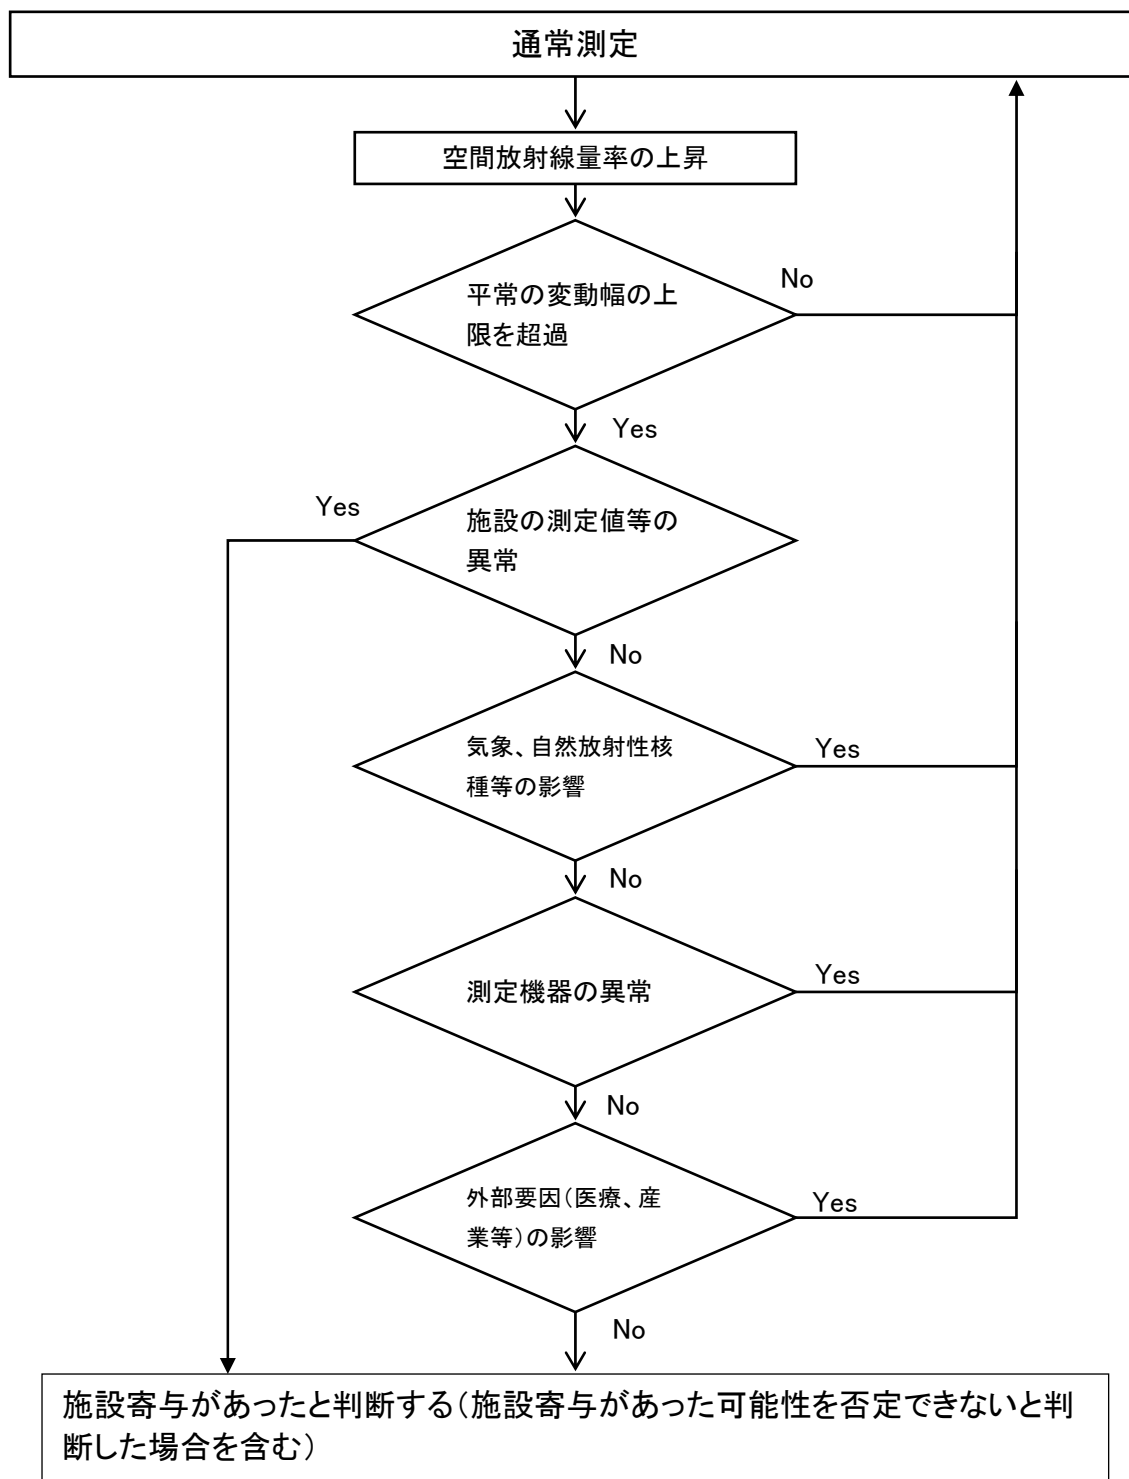 通常測定
空間放射線量率の上昇
No
平常の変動幅の上
限を超過
Yes
Yes
施設の測定値等の
異常
No
気象、自然放射性核
種等の影響
Yes
No
測定機器の異常
Yes
No
外部要因（医療、産
業等）の影響
Yes
No
施設寄与があったと判断する（施設寄与があった可能性を否定できないと判
断した場合を含む）